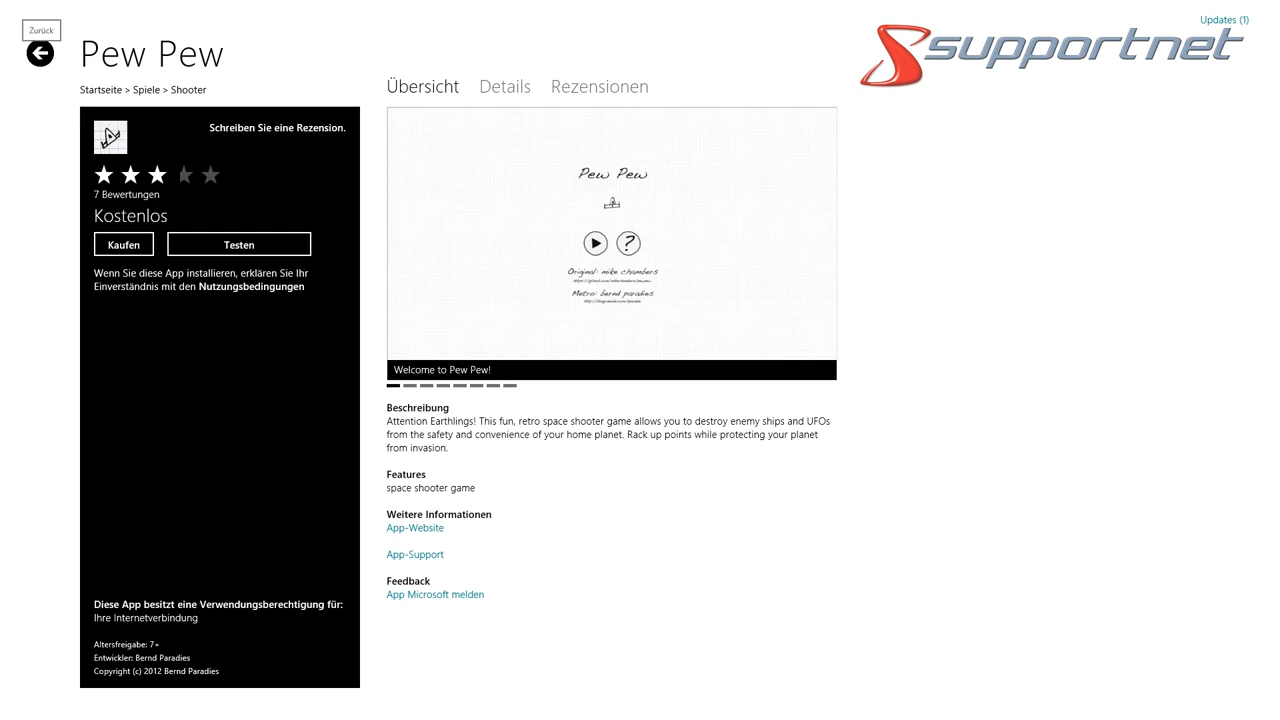 Zurück
Updates (1)
supportnet
Pew Pew
Startseite > Spiele > Shooter
Übersicht Details Rezensionen
Schreiben Sie eine Rezension.
7 Bewertungen
Kostenlos
Kaufen Testen
Wenn Sie diese App installieren, erklären Sie Ihr
Einverständnis mit den Nutzungsbedingungen
Diese App besitzt eine Verwendungsberechtigung für:
Ihre Internetverbindung
Altersfreigabe: 7+
Entwickler: Bernd Paradies
Copyright (c) 2012 Bernd Paradies
Pew Pew
?
Original: mike chambers
Metro: bernd paradies
Welcome to Pew Pew!
Beschreibung
Attention Earthlings! This fun, retro space shooter game allows you to destroy enemy ships and UFOs
from the safety and convenience of your home planet. Rack up points while protecting your planet
from invasion.
Features
space shooter game
Weitere Informationen
App-Website
App-Support
Feedback
App Microsoft melden